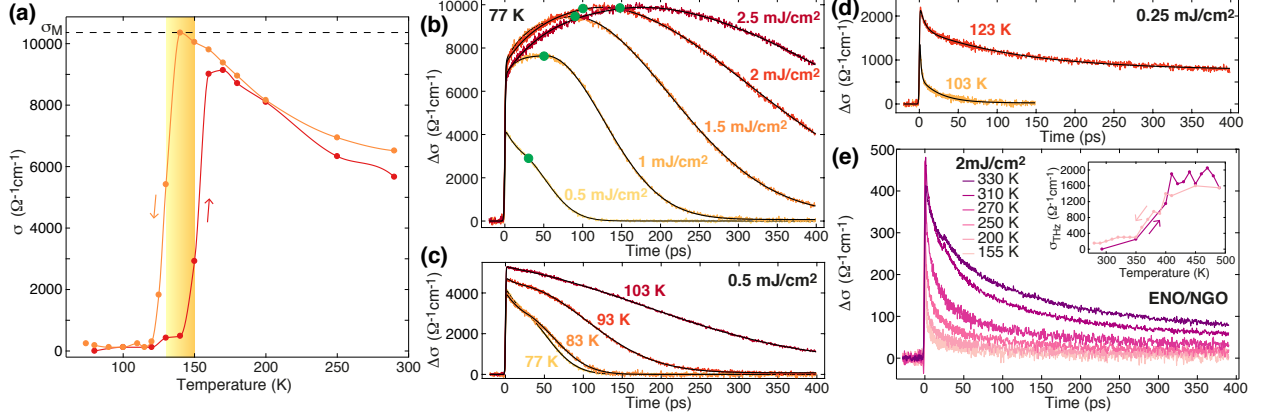 (a)
σM
10000
8000
6000
4000
2000
0
σ (Ω-1cm-1)
100
150
200
250
300
Temperature (K)
(b)
77 K
10000
8000
6000
4000
2000
0
Δσ (Ω-1cm-1)
2.5 mJ/cm2
2 mJ/cm2
1.5 mJ/cm2
1 mJ/cm2
0.5 mJ/cm2
0 50 100 150 200 250 300 350 400
Time (ps)
(c)
0.5 mJ/cm2
4000
2000
0
Δσ (Ω-1cm-1)
103 K
93 K
83 K
77 K
0 50 100 150 200 250 300 350 400
Time (ps)
(d)
0.25 mJ/cm2
2000
1000
0
Δσ (Ω-1cm-1)
123 K
103 K
0 50 100 150 200 250 300 350 400
Time (ps)
(e)
2mJ/cm2
330 K
310 K
270 K
250 K
200 K
155 K
500
400
300
200
100
0
Δσ (Ω-1cm-1)
2000
1600
1200
800
400
0
σTHz (Ω-1cm-1)
300 350 400 450 500
Temperature (K)
ENO/NGO
0 50 100 150 200 250 300 350 400
Time (ps)